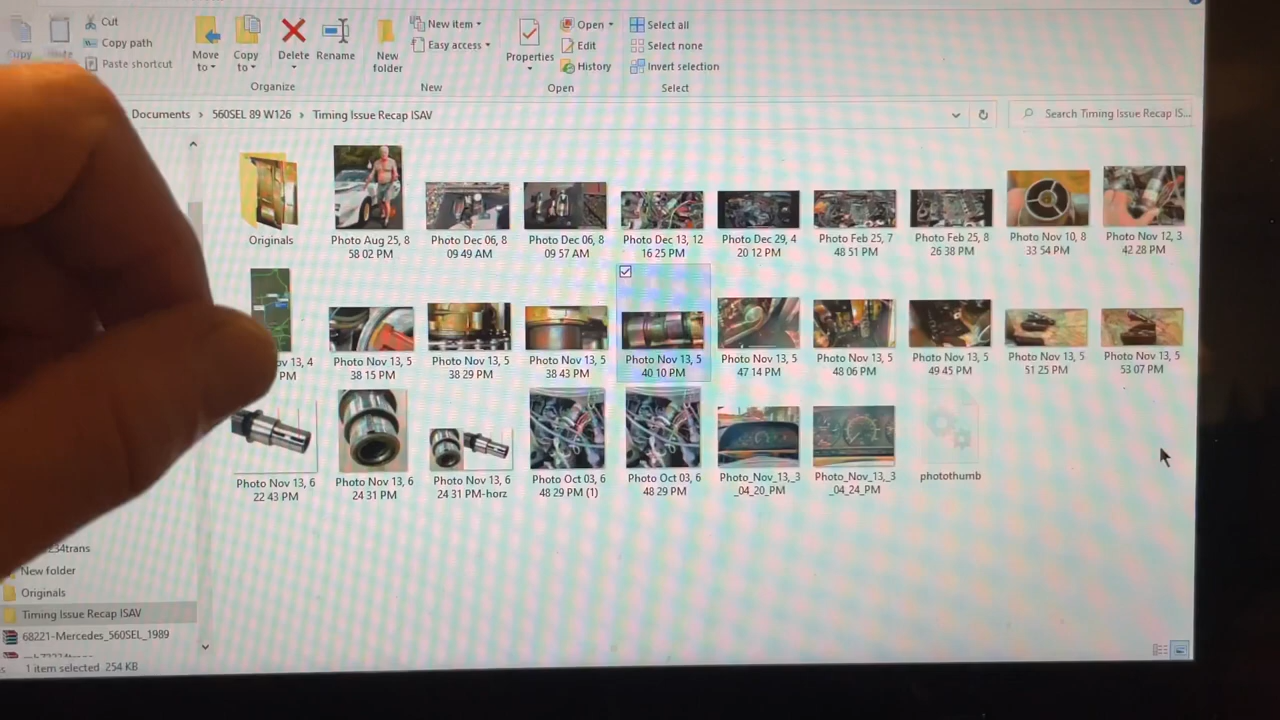 Cut
Copy path
Paste shortcut
Copy
Move to
Copy to
Delete
Rename
New folder
New item
Easy access
Properties
Open
Edit
History
Select all
Select none
Invert selection
Organize
New
Open
Select
Documents > 560SEL 89 W126 > Timing Issue Recap ISAV
Search Timing Issue Recap IS...
Originals
Photo Aug 25, 8
58 02 PM
Photo Dec 06, 8
09 49 AM
Photo Dec 06, 8
09 57 AM
Photo Dec 13, 12
16 25 PM
Photo Dec 29, 4
20 12 PM
Photo Feb 25, 7
48 51 PM
Photo Feb 25, 8
26 38 PM
Photo Nov 10, 8
33 54 PM
Photo Nov 12, 3
42 28 PM
v 13, 4
PM
Photo Nov 13, 5
38 15 PM
Photo Nov 13, 5
38 29 PM
Photo Nov 13, 5
38 43 PM
Photo Nov 13, 5
40 10 PM
Photo Nov 13, 5
47 14 PM
Photo Nov 13, 5
48 06 PM
Photo Nov 13, 5
49 45 PM
Photo Nov 13, 5
51 25 PM
Photo Nov 13, 5
53 07 PM
Photo Nov 13, 6
22 43 PM
Photo Nov 13, 6
24 31 PM
Photo Nov 13, 6
24 31 PM-horz
Photo Oct 03, 6
48 29 PM (1)
Photo Oct 03, 6
48 29 PM
Photo_Nov_13,_3
_04_20_PM
Photo_Nov_13,_3
_04_24_PM
photothumb
234trans
New folder
Originals
Timing Issue Recap ISAV
68221-Mercedes_560SEL_1989
s 1 item selected 254 KB